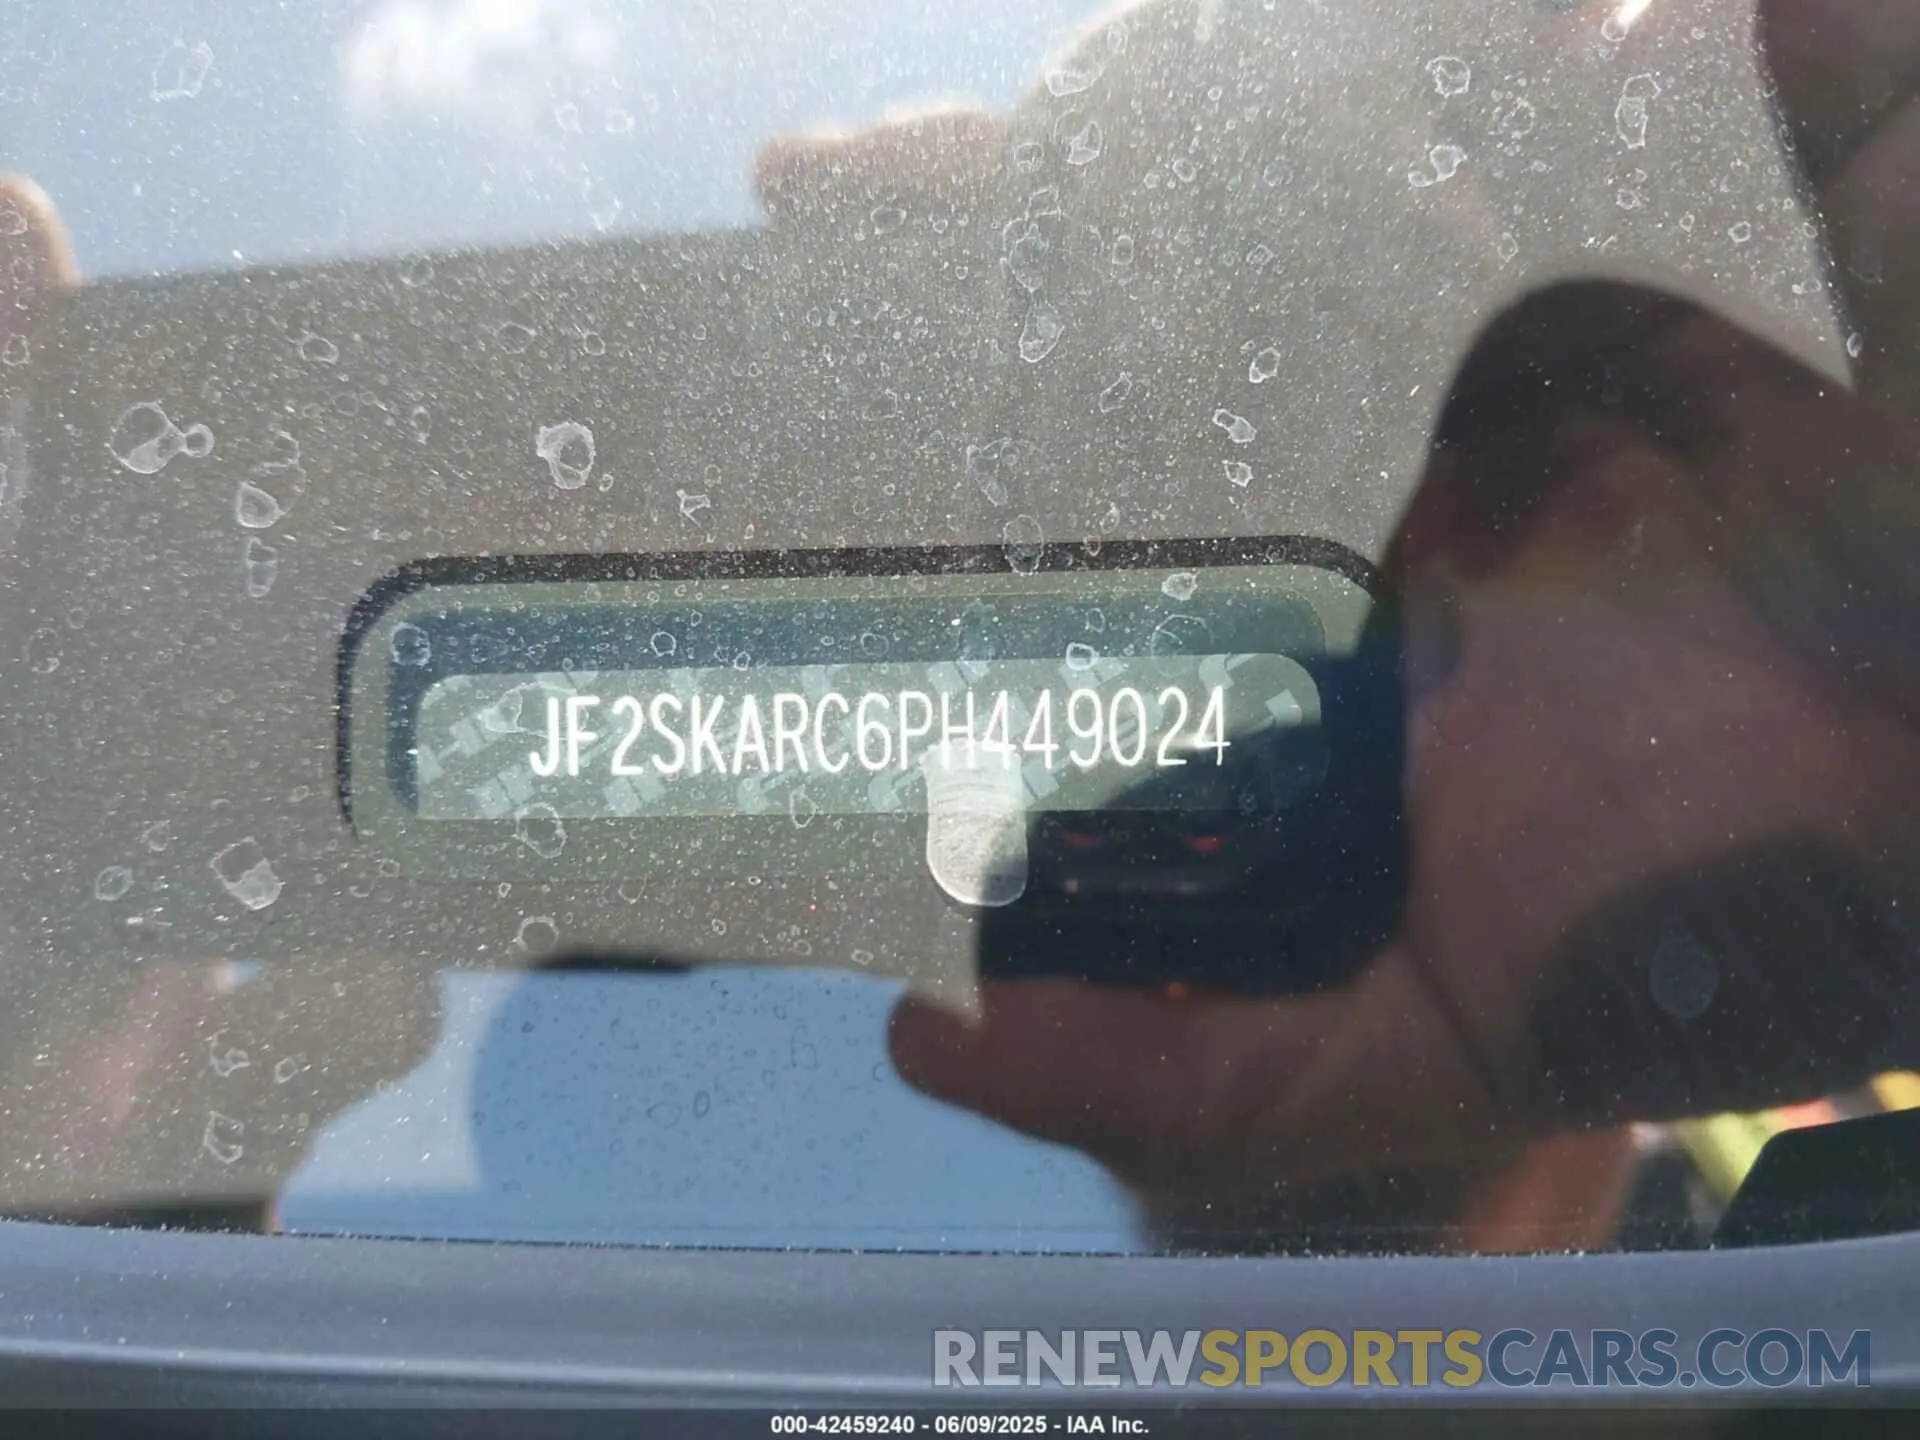 JF2SKARC6PH449024
RENEWSPORTSCARS.COM
000-42459240 - 06/09/2025 - IAA Inc.